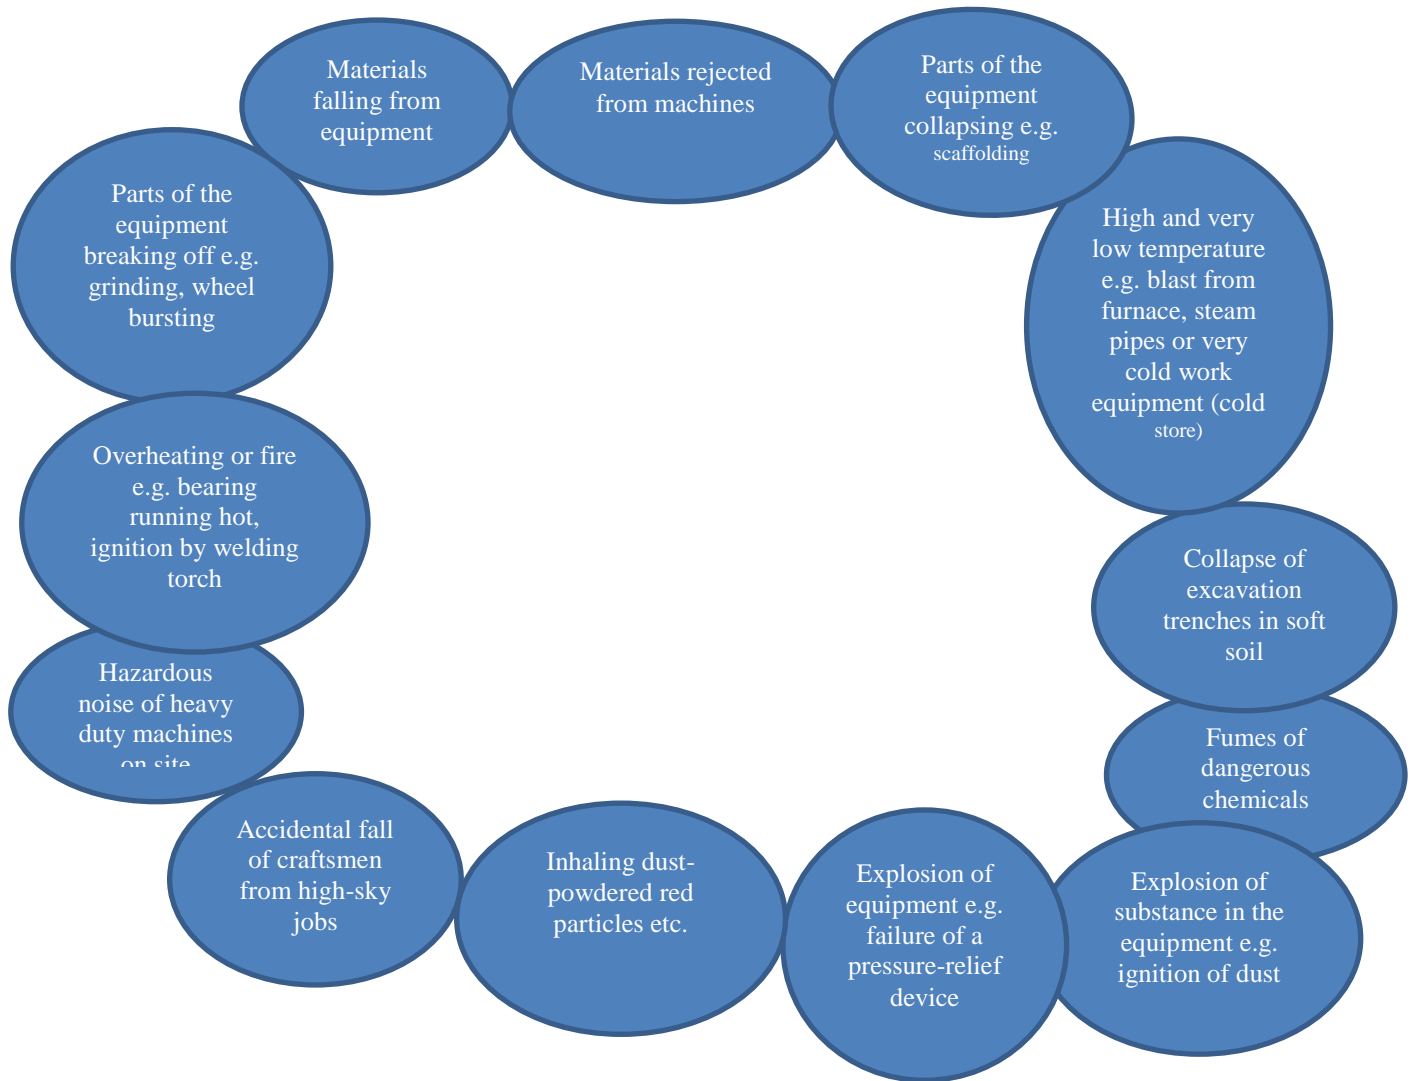 Materials
falling from
equipment
Materials rejected
from machines
Parts of the
equipment
collapsing e.g.
scaffolding
High and very
low temperature
e.g. blast from
furnace, steam
pipes or very
cold work
equipment (cold
store)
Collapse of
excavation
trenches in soft
soil
Fumes of
dangerous
chemicals
Explosion of
substance in the
equipment e.g.
ignition of dust
Explosion of
equipment e.g.
failure of a
pressure-relief
device
Inhaling dust-
powdered red
particles etc.
Accidental fall
of craftsmen
from high-sky
jobs
Hazardous
noise of heavy
duty machines
on site
Overheating or fire
e.g. bearing
running hot,
ignition by welding
torch
Parts of the
equipment
breaking off e.g.
grinding, wheel
bursting